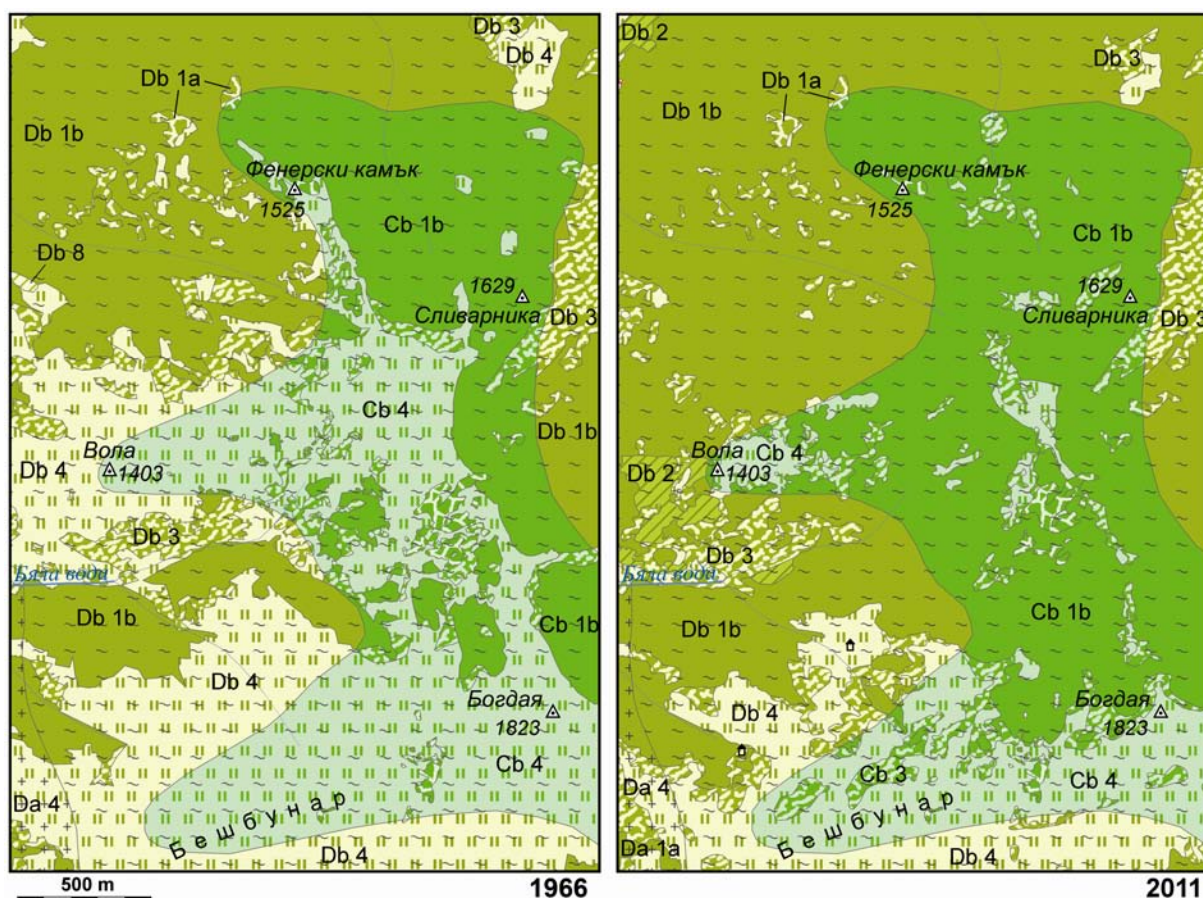 Db 3
Db 4
Db 1a
Db 1b
Фенерски камък
1525
Cb 1b
Db 8
1629
Сливарника
Db 3
Cb 4
Db 1b
Вола
1403
Db 4
Db 3
Бяла вода
Db 1b
Cb 1b
Db 4
Богдая
1823
Cb 4
Da 4
Бешбунар
Db 4
500 m
1966
Db 2
Db 3
Db 1a
Db 1b
Фенерски камък
1525
Cb 1b
1629
Сливарника
Db 3
Вола
Cb 4
1403
Db 2
Db 3
Бяла вода
Cb 1b
Db 1b
Богдая
1823
Db 4
Cb 3
Cb 4
Da 4
Бешбунар
Da 1a
Db 4
2011